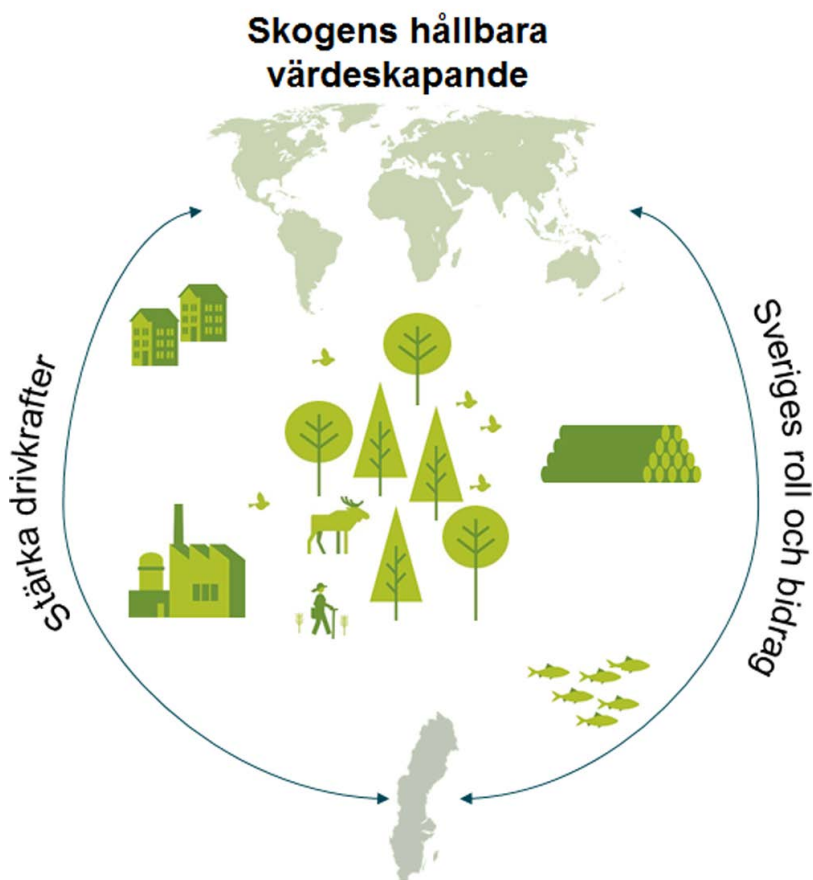 Skogens hållbara
värdeskapande
Stärka drivkrafter
Sveriges roll och bidrag